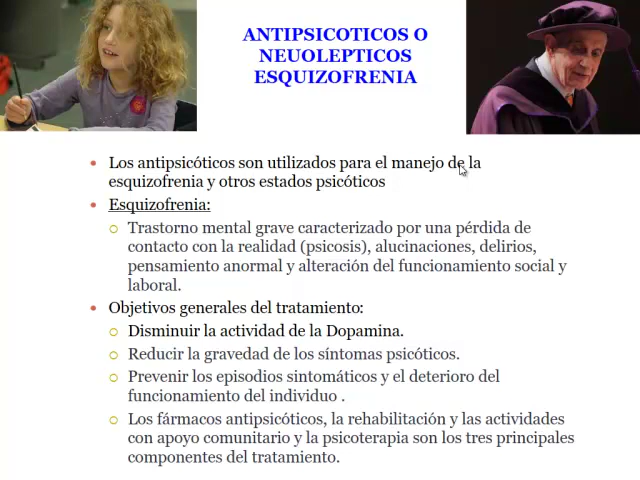 ANTIPSICOTICOS O
NEUOLEPTICOS
ESQUIZOFRENIA
Los antipsicóticos son utilizados para el manejo de la
esquizofrenia y otros estados psicóticos
Esquizofrenia:
Trastorno mental grave caracterizado por una pérdida de
contacto con la realidad (psicosis), alucinaciones, delirios,
pensamiento anormal y alteración del funcionamiento social y
laboral.
Objetivos generales del tratamiento:
Disminuir la actividad de la Dopamina.
Reducir la gravedad de los síntomas psicóticos.
Prevenir los episodios sintomáticos y el deterioro del
funcionamiento del individuo .
Los fármacos antipsicóticos, la rehabilitación y las actividades
con apoyo comunitario y la psicoterapia son los tres principales
componentes del tratamiento.